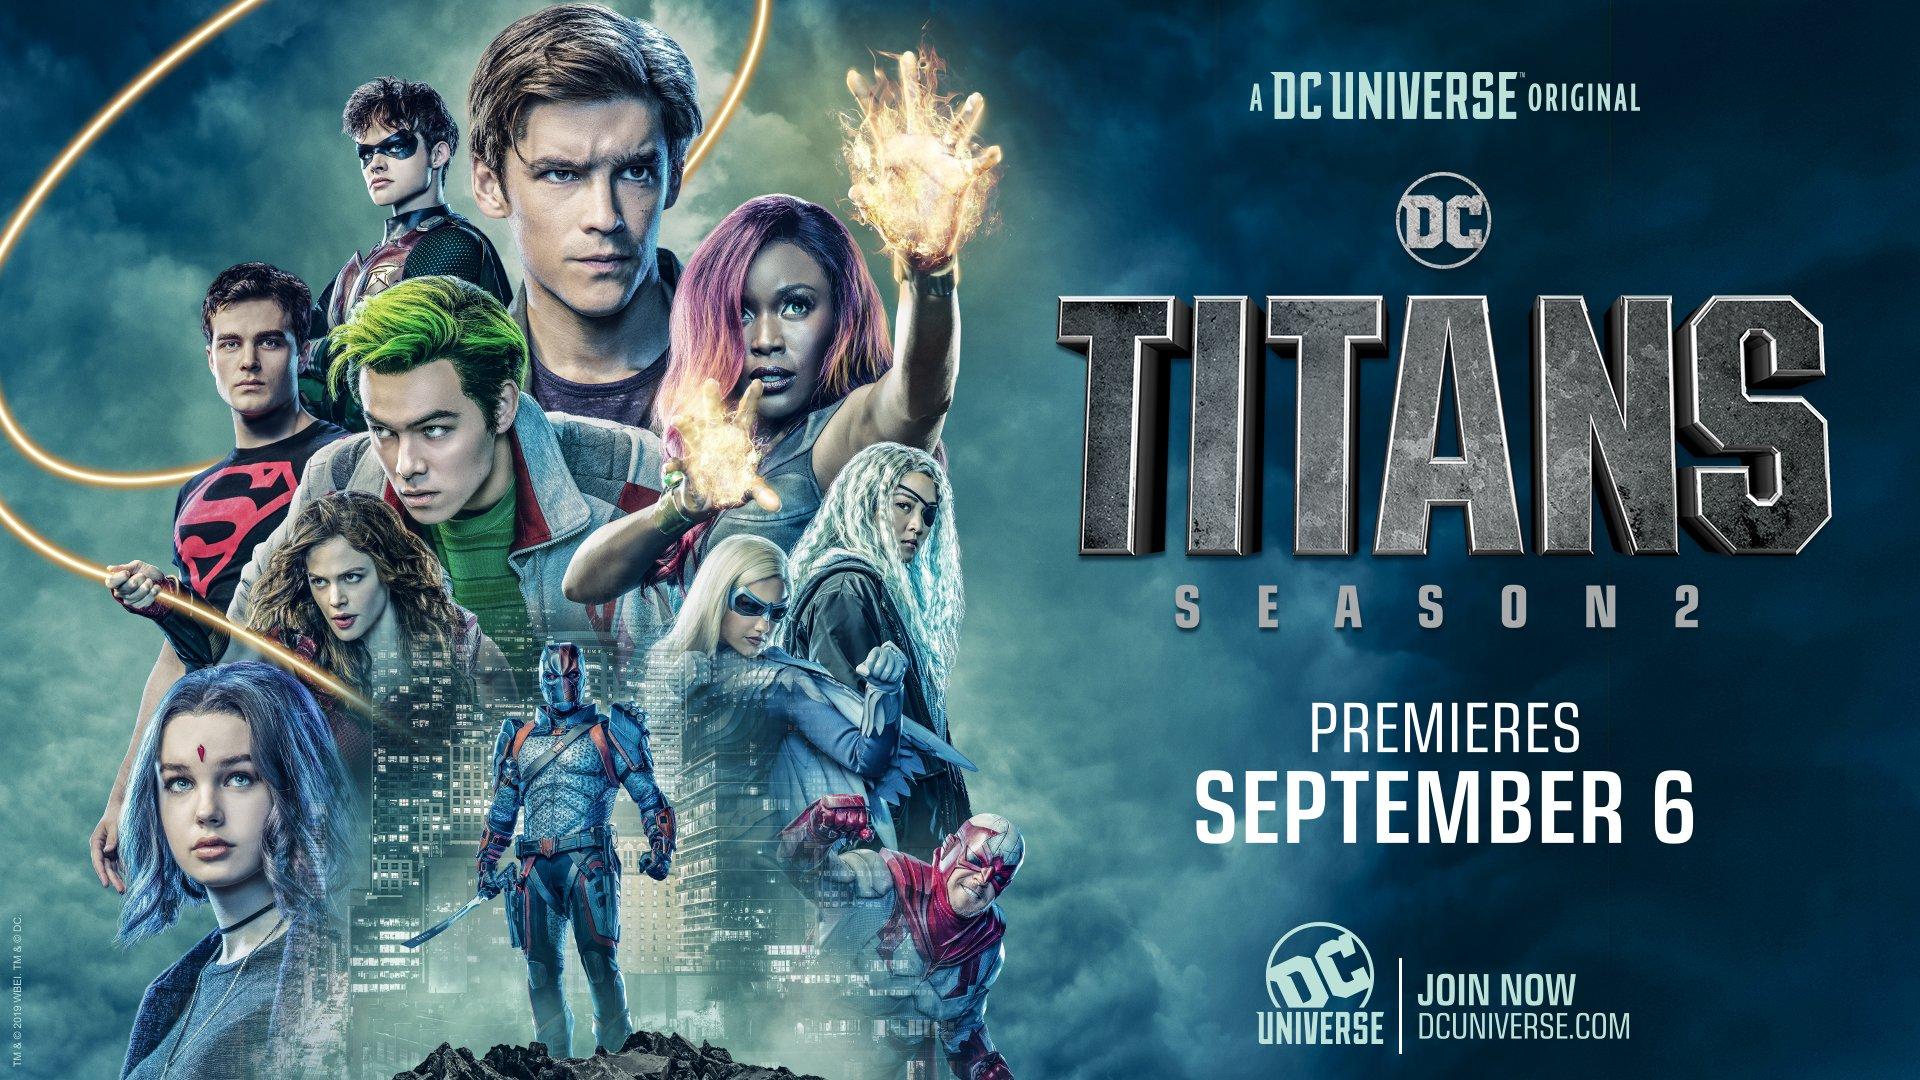 A DC UNIVERSE™ ORIGINAL
DC
TITANS
SEASON 2
PREMIERES
SEPTEMBER 6
DC
UNIVERSE
JOIN NOW
DCUNIVERSE.COM
TM & © 2019 WBEI. TM & © DC.